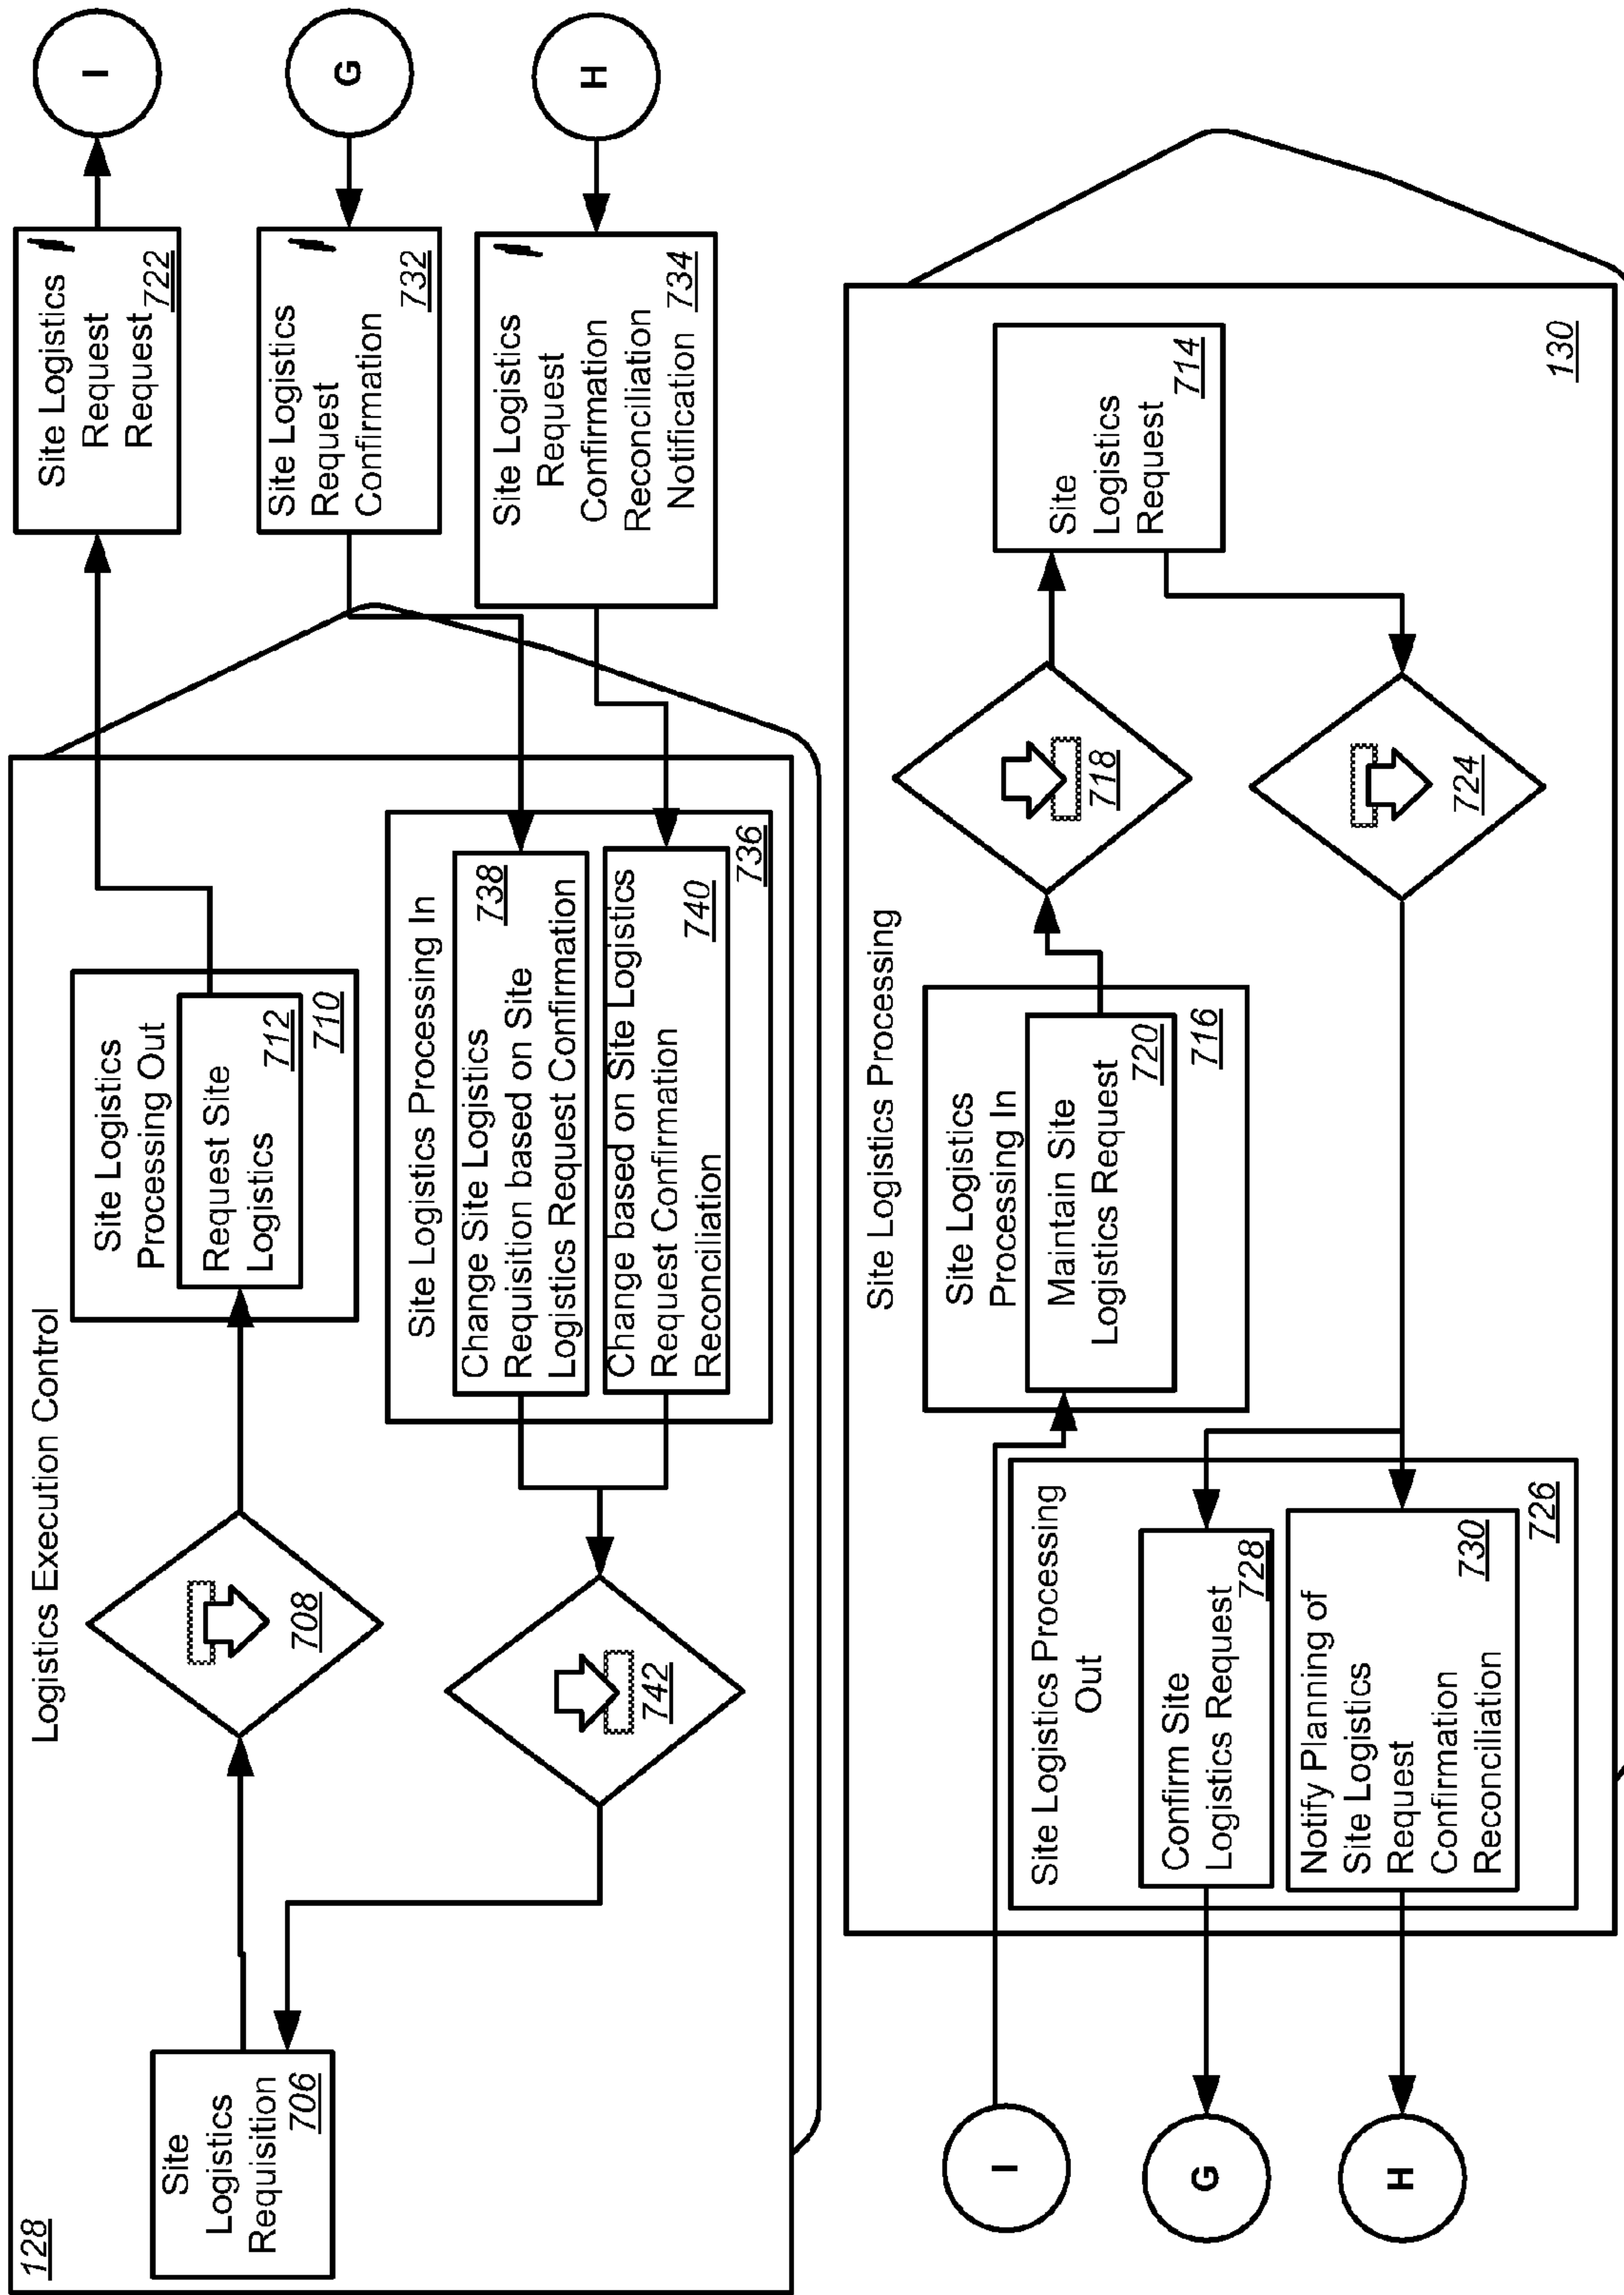 128
Logistics Execution Control
Site
Logistics
Requisition
706
708
Site Logistics
Processing Out
Request Site
Logistics
712
710
Site Logistics
Request
Request
722
I
Site Logistics
Request
Confirmation
732
G
Site Logistics
Request
Confirmation
Reconciliation
Notification
734
H
Site Logistics Processing In
Change Site Logistics
Requisition based on Site
Logistics Request Confirmation
738
Change based on Site Logistics
Request Confirmation
Reconciliation
740
736
742
Site Logistics Processing
I
G
H
Site Logistics
Processing In
Maintain Site
Logistics Request
720
716
718
Site
Logistics
Request
714
724
Site Logistics Processing
Out
Confirm Site
Logistics Request
728
Notify Planning of
Site Logistics
Request
Confirmation
Reconciliation
730
726
130